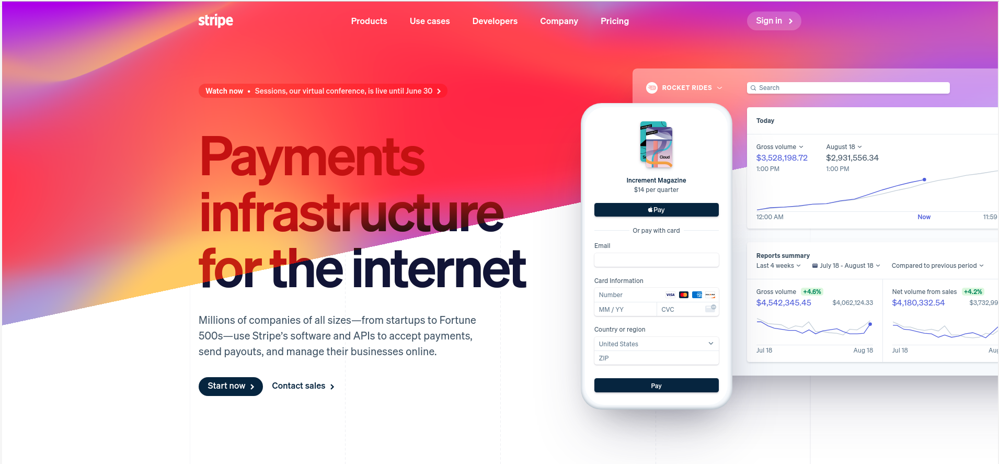 stripe
Products
Use cases
Developers
Company
Pricing
Sign in
Watch now • Sessions, our virtual conference, is live until June 30
Payments
infrastructure
for the internet
Millions of companies of all sizes—from startups to Fortune
500s—use Stripe’s software and APIs to accept payments,
send payouts, and manage their businesses online.
Start now
Contact sales
Cloud
Increment Magazine
$14 per quarter
Pay
Or pay with card
Email
Card Information
Number
VISA
MM / YY
CVC
Country or region
United States
ZIP
Pay
ROCKET RIDES
Search
Today
Gross volume
$3,528,198.72
1:00 PM
August 18
$2,931,556.34
1:00 PM
12:00 AM
Now
11:59
Reports summary
Last 4 weeks
July 18 - August 18
Compared to previous period
Gross volume +4.6%
$4,542,345.45
$4,062,124.33
Jul 18
Aug 18
Net volume from sales +4.2%
$4,180,332.54
$3,732,99
Jul 18
Aug